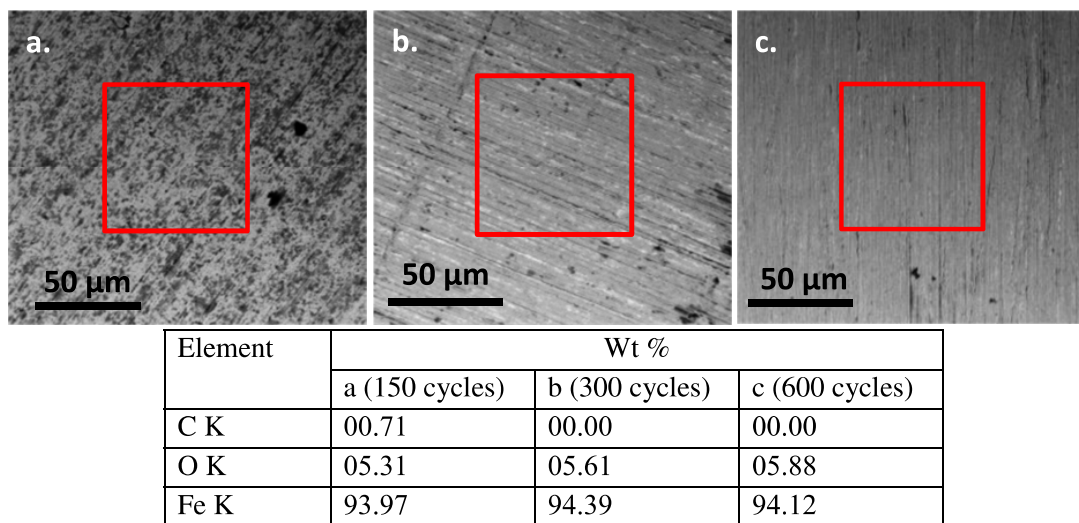 a. b. c.
50 μm 50 μm 50 μm
Element Wt %
a (150 cycles) b (300 cycles) c (600 cycles)
C K 00.71 00.00 00.00
O K 05.31 05.61 05.88
Fe K 93.97 94.39 94.12